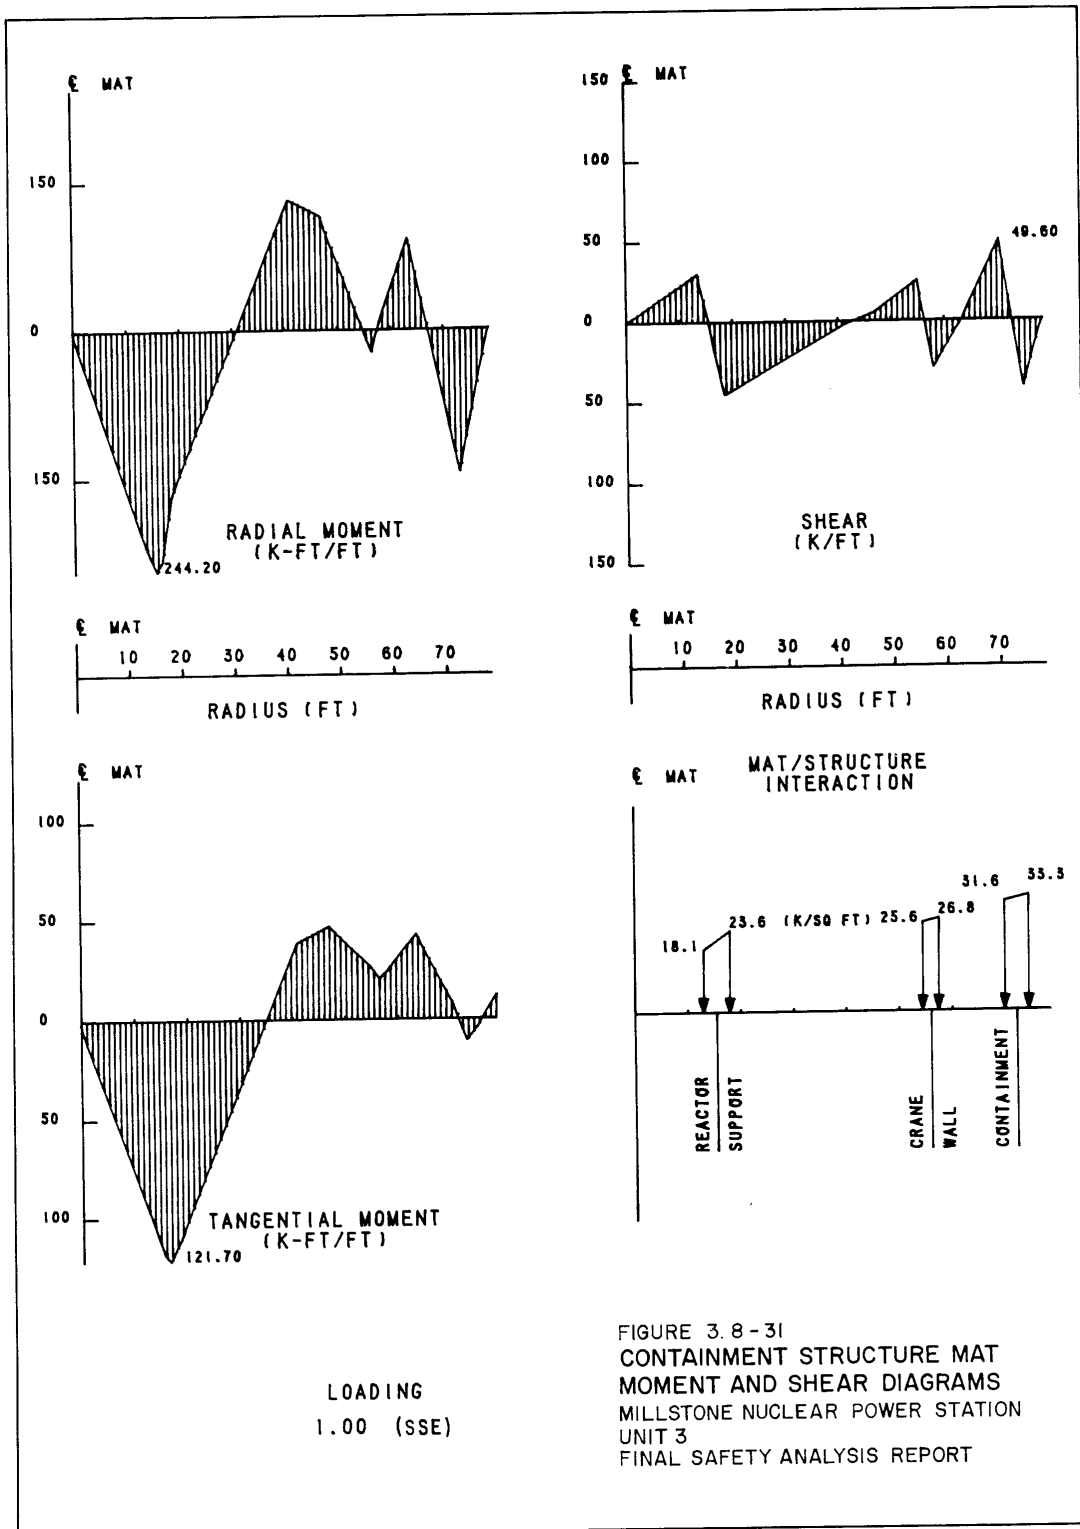 ℄ MAT
150
0
150
RADIAL MOMENT
(K-FT/FT)
244.20
℄ MAT
10 20 30 40 50 60 70
RADIUS (FT)
150 ℄ MAT
100
50
49.60
0
50
100
150
SHEAR
(K/FT)
℄ MAT
10 20 30 40 50 60 70
RADIUS (FT)
℄ MAT
100
50
0
50
100
TANGENTIAL MOMENT
(K-FT/FT)
121.70
℄ MAT
MAT/STRUCTURE
INTERACTION
18.1
23.6 (K/SQ FT)
25.6
26.8
31.6
33.3
REACTOR
SUPPORT
CRANE
WALL
CONTAINMENT
LOADING
1.00 (SSE)
FIGURE 3.8-31
CONTAINMENT STRUCTURE MAT
MOMENT AND SHEAR DIAGRAMS
MILLSTONE NUCLEAR POWER STATION
UNIT 3
FINAL SAFETY ANALYSIS REPORT